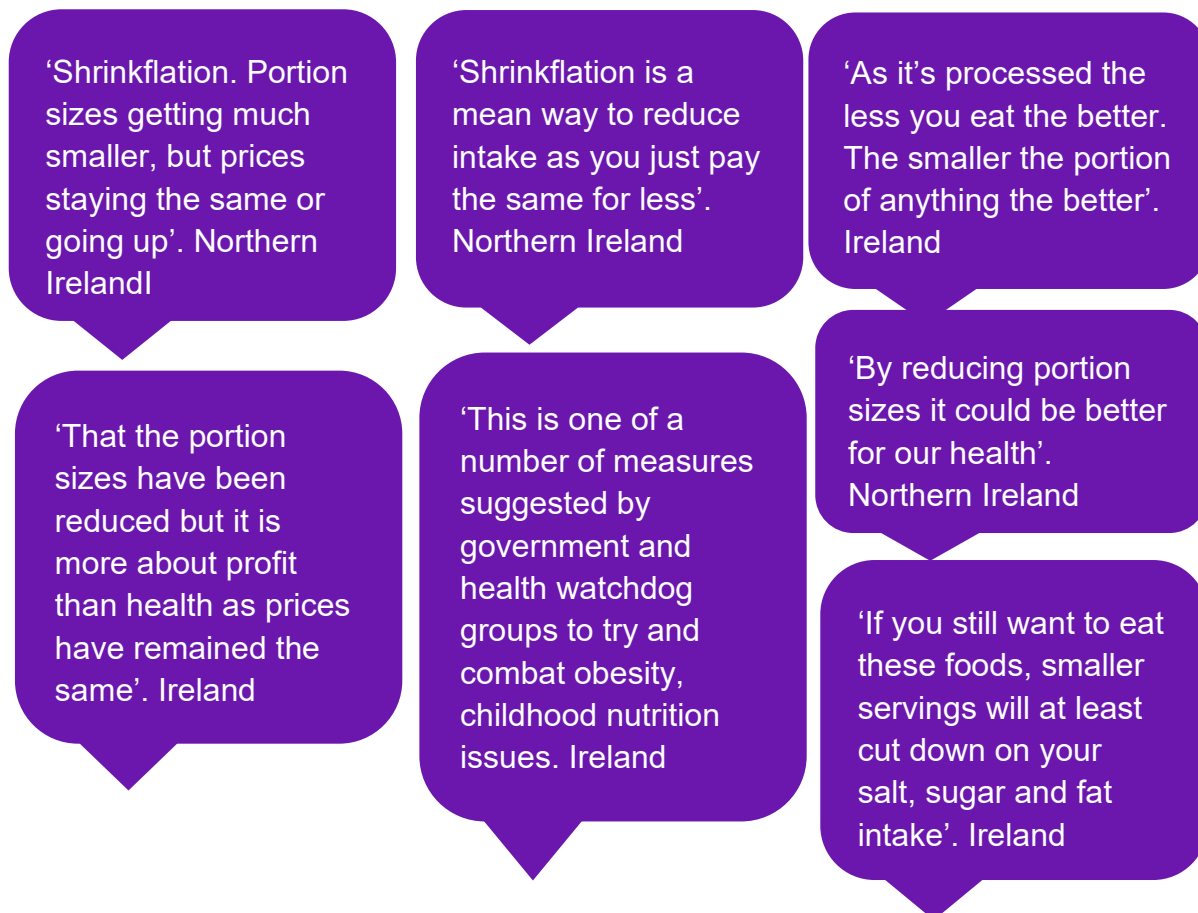 ‘Shrinkflation. Portion
sizes getting much
smaller, but prices
staying the same or
going up’. Northern
IrelandI
‘Shrinkflation is a
mean way to reduce
intake as you just pay
the same for less’.
Northern Ireland
‘As it’s processed the
less you eat the better.
The smaller the portion
of anything the better’.
Ireland
‘That the portion
sizes have been
reduced but it is
more about profit
than health as prices
have remained the
same’. Ireland
‘This is one of a
number of measures
suggested by
government and
health watchdog
groups to try and
combat obesity,
childhood nutrition
issues. Ireland
‘By reducing portion
sizes it could be better
for our health’.
Northern Ireland
‘If you still want to eat
these foods, smaller
servings will at least
cut down on your
salt, sugar and fat
intake’. Ireland